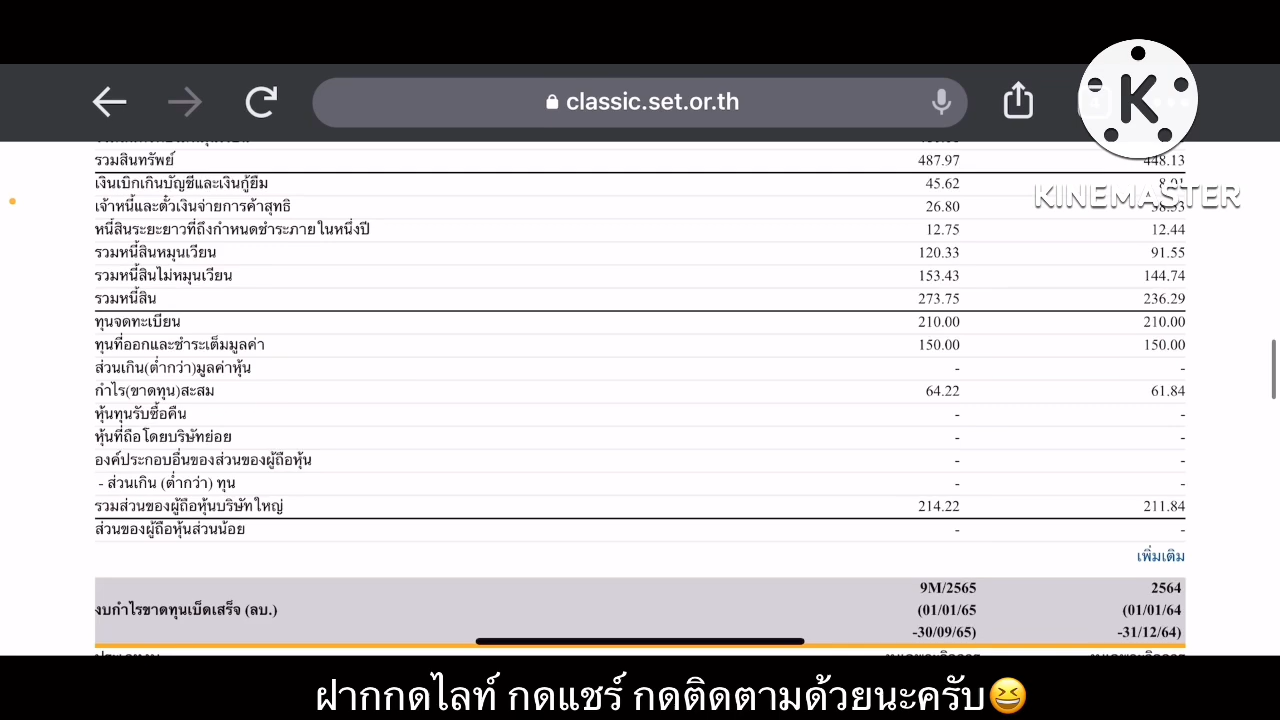 classic.set.or.th
KINEMASTER
รวมสินทรัพย์ 487.97 448.13
เงินเบิกเกินบัญชีและเงินกู้ยืม 45.62
เจ้าหนี้และตั๋วเงินจ่ายการค้าสุทธิ 26.80
หนี้สินระยะยาวที่ถึงกำหนดชำระภายในหนึ่งปี 12.75 12.44
รวมหนี้สินหมุนเวียน 120.33 91.55
รวมหนี้สินไม่หมุนเวียน 153.43 144.74
รวมหนี้สิน 273.75 236.29
ทุนจดทะเบียน 210.00 210.00
ทุนที่ออกและชำระเต็มมูลค่า 150.00 150.00
ส่วนเกิน(ต่ำกว่า)มูลค่าหุ้น - -
กำไร(ขาดทุน)สะสม 64.22 61.84
หุ้นทุนรับซื้อคืน - -
หุ้นที่ถือโดยบริษัทย่อย - -
องค์ประกอบอื่นของส่วนของผู้ถือหุ้น - -
- ส่วนเกิน (ต่ำกว่า) ทุน - -
รวมส่วนของผู้ถือหุ้นบริษัทใหญ่ 214.22 211.84
ส่วนของผู้ถือหุ้นส่วนน้อย - -
เพิ่มเติม
9M/2565 2564
งบกำไรขาดทุนเบ็ดเสร็จ (ลบ.) (01/01/65 (01/01/64
-30/09/65) -31/12/64)
ฝากกดไลท์ กดแชร์ กดติดตามด้วยนะครับ😆